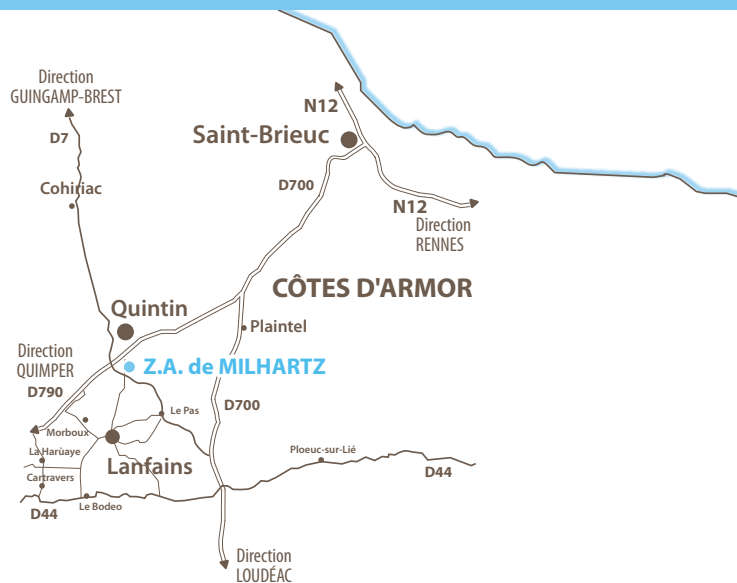 Direction
GUINGAMP-BREST
D7
N12
Saint-Brieuc
Cohiriac
D700
N12
Direction
RENNES
CÔTES D'ARMOR
Quintin
Plaintel
Direction
QUIMPER
Z.A. de MILHARTZ
D790
D700
Le Pas
Morboux
La Harùaye
Lanfains
Ploeuc-sur-Lié
Cartravers
D44
Le Bodeo
D44
Direction
LOUDÉAC